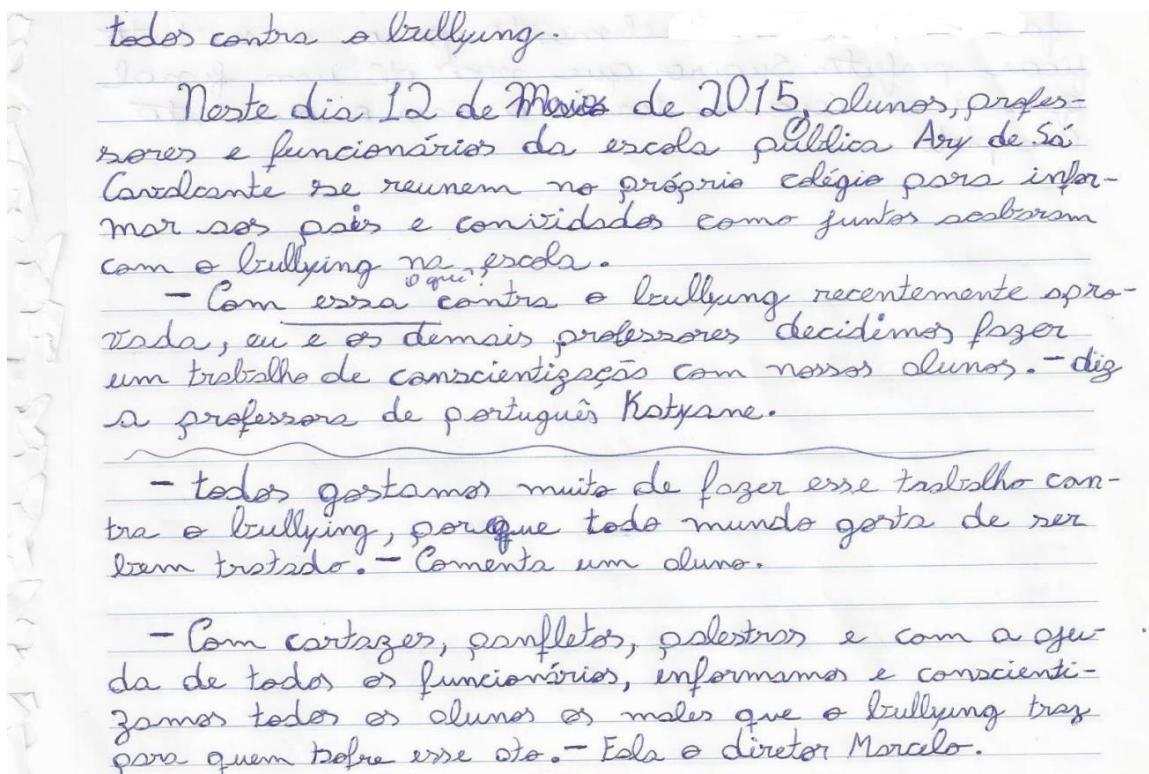 todos contra o bullying.
Neste dia 12 de Maio de 2015, alunos, profes-
sores e funcionários da escola pública Ary de Sá
Cavalcante se reunem no próprio colégio para infor-
mar aos pais e convidados como juntos acabaram
com o bullying na escola.
o que?
- Com essa contra o bullying recentemente apro-
vada, eu e os demais professores decidimos fazer
um trabalho de conscientização com nossos alunos. - diz
a professora de português Katyane.
- todos gostamos muito de fazer esse trabalho con-
tra o bullying, porque todo mundo gosta de ser
bem tratado. - Comenta um aluno.
- Com cartazes, panfletos, palestras e com a aju-
da de todos os funcionários, informamos e conscienti-
zamos todos os alunos os males que o bullying traz
para quem sofre esse ato. - Fala o diretor Marcelo.